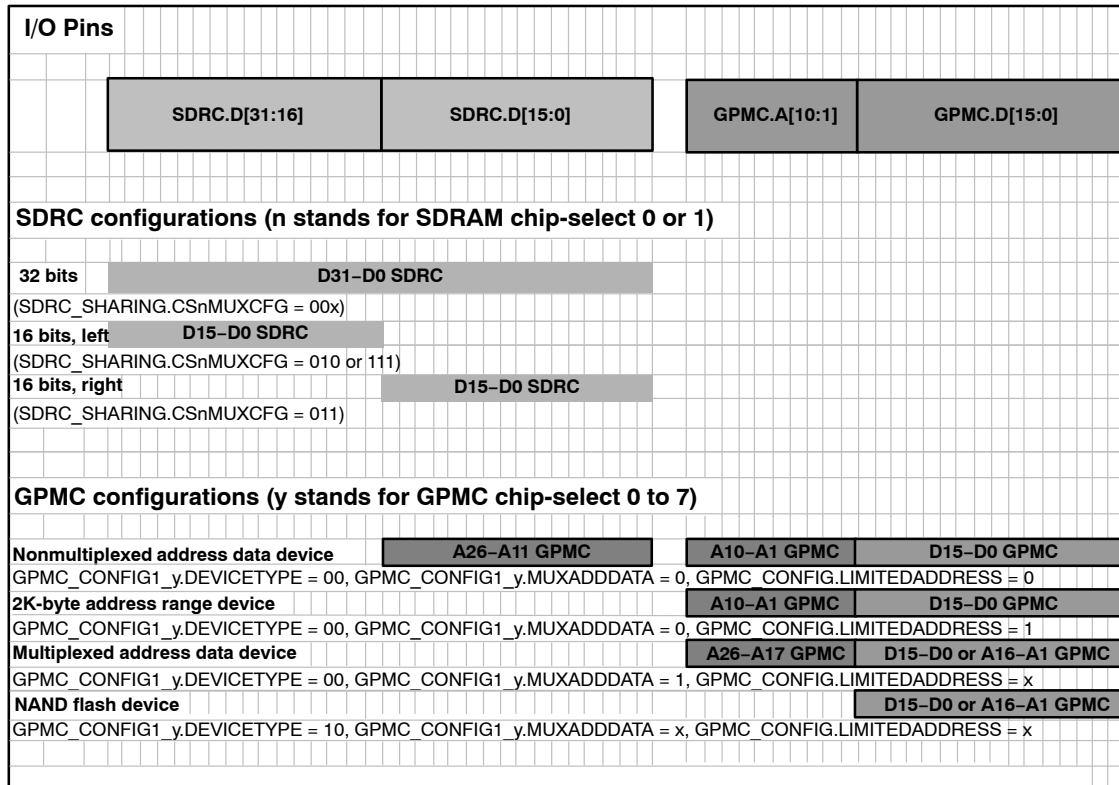 I/O Pins
SDRC.D[31:16] SDRC.D[15:0] GPMC.A[10:1] GPMC.D[15:0]
SDRC configurations (n stands for SDRAM chip-select 0 or 1)
32 bits D31–D0 SDRC
(SDRC_SHARING.CSnMUXCFG = 00x)
16 bits, left D15–D0 SDRC
(SDRC_SHARING.CSnMUXCFG = 010 or 111)
16 bits, right D15–D0 SDRC
(SDRC_SHARING.CSnMUXCFG = 011)
GPMC configurations (y stands for GPMC chip-select 0 to 7)
Nonmultiplexed address data device A26–A11 GPMC A10–A1 GPMC D15–D0 GPMC
GPMC_CONFIG1_y.DEVICETYPE = 00, GPMC_CONFIG1_y.MUXADDDATA = 0, GPMC_CONFIG.LIMITEDADDRESS = 0
2K-byte address range device A10–A1 GPMC D15–D0 GPMC
GPMC_CONFIG1_y.DEVICETYPE = 00, GPMC_CONFIG1_y.MUXADDDATA = 0, GPMC_CONFIG.LIMITEDADDRESS = 1
Multiplexed address data device A26–A17 GPMC D15–D0 or A16–A1 GPMC
GPMC_CONFIG1_y.DEVICETYPE = 00, GPMC_CONFIG1_y.MUXADDDATA = 1, GPMC_CONFIG.LIMITEDADDRESS = x
NAND flash device D15–D0 or A16–A1 GPMC
GPMC_CONFIG1_y.DEVICETYPE = 10, GPMC_CONFIG1_y.MUXADDDATA = x, GPMC_CONFIG.LIMITEDADDRESS = x